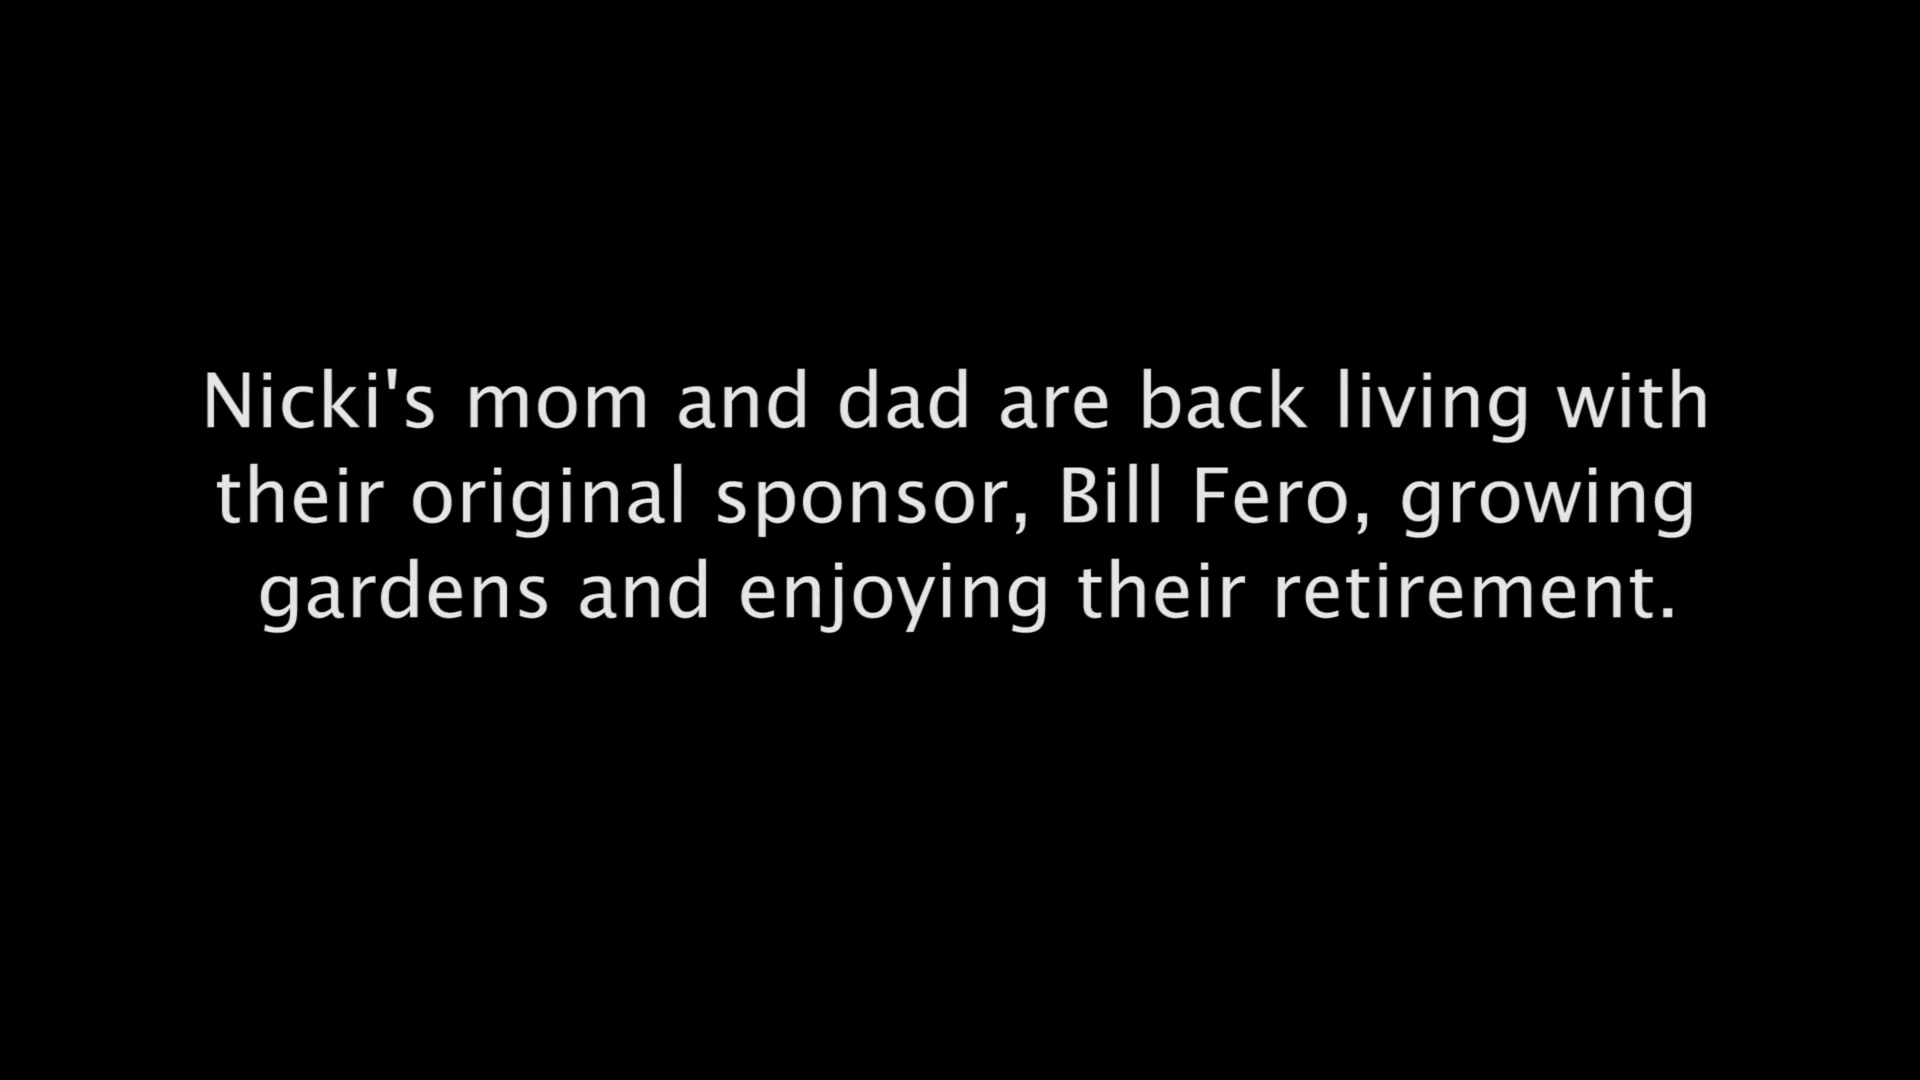 Nicki's mom and dad are back living with
their original sponsor, Bill Fero, growing
gardens and enjoying their retirement.